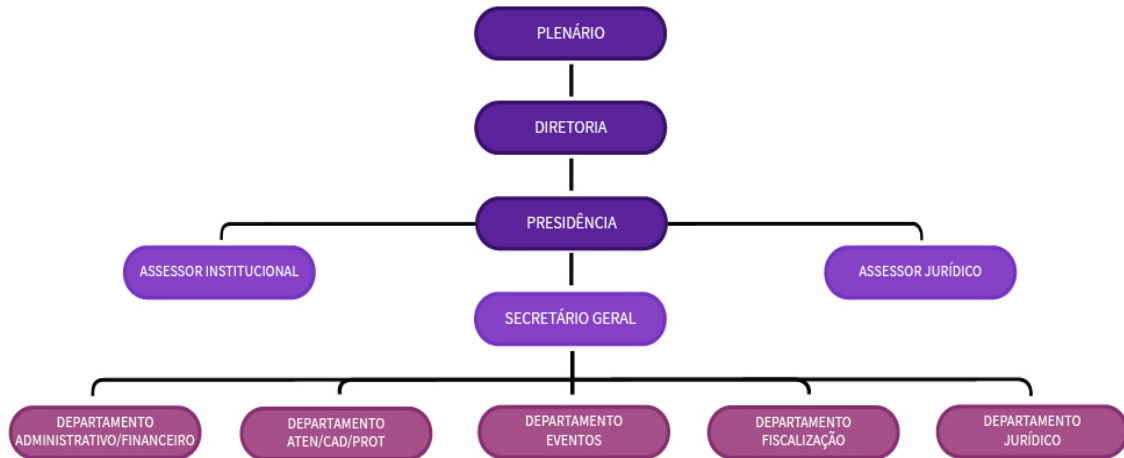 PLENÁRIO
DIRETORIA
PRESIDÊNCIA
ASSESSOR INSTITUCIONAL
ASSESSOR JURÍDICO
SECRETÁRIO GERAL
DEPARTAMENTO
ADMINISTRATIVO/FINANCEIRO
DEPARTAMENTO
ATEN/CAD/PROT
DEPARTAMENTO
EVENTOS
DEPARTAMENTO
FISCALIZAÇÃO
DEPARTAMENTO
JURÍDICO